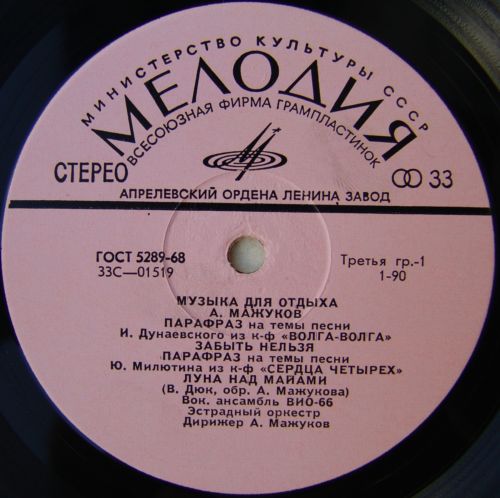 МИНИСТЕРСТВО КУЛЬТУРЫ СССР
МЕЛОДИЯ
ВСЕСОЮЗНАЯ ФИРМА ГРАМПЛАСТИНОК
СТЕРЕО
33
АПРЕЛЕВСКИЙ ОРДЕНА ЛЕНИНА ЗАВОД
ГОСТ 5289-68
33С—01519
Третья гр.-1
1-90
МУЗЫКА ДЛЯ ОТДЫХА
А. МАЖУКОВ
ПАРАФРАЗ на темы песни
И. Дунаевского из к-ф «ВОЛГА-ВОЛГА»
ЗАБЫТЬ НЕЛЬЗЯ
ПАРАФРАЗ на темы песни
Ю. Милютина из к-ф «СЕРДЦА ЧЕТЫРЕХ»
ЛУНА НАД МАЙАМИ
(В. Дюк, обр. А. Мажукова)
Вок. ансамбль ВИО-66
Эстрадный оркестр
Дирижер А. Мажуков